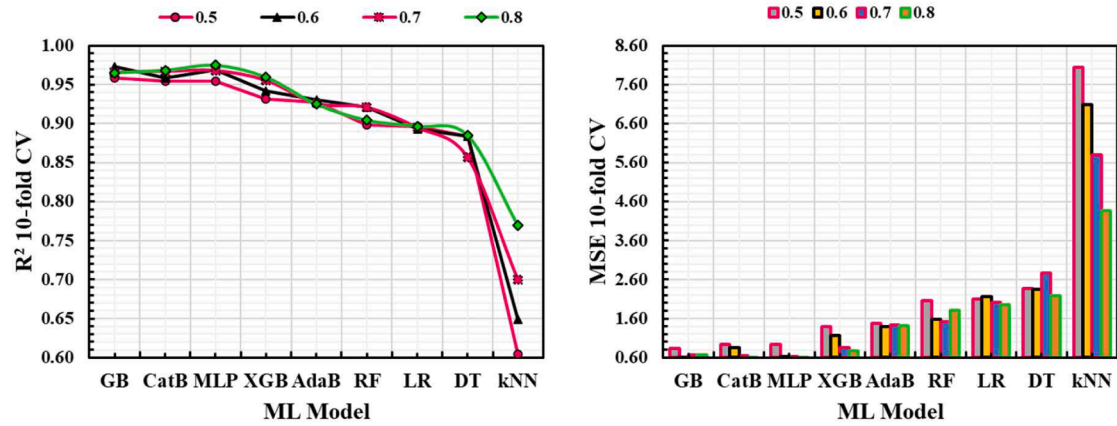 0.5 0.6 0.7 0.8
1.00
0.95
0.90
0.85
0.80
0.75
0.70
0.65
0.60
R² 10-fold CV
GB CatB MLP XGB AdaB RF LR DT kNN
ML Model
0.5 0.6 0.7 0.8
8.60
7.60
6.60
5.60
4.60
3.60
2.60
1.60
0.60
MSE 10-fold CV
GB CatB MLP XGB AdaB RF LR DT kNN
ML Model